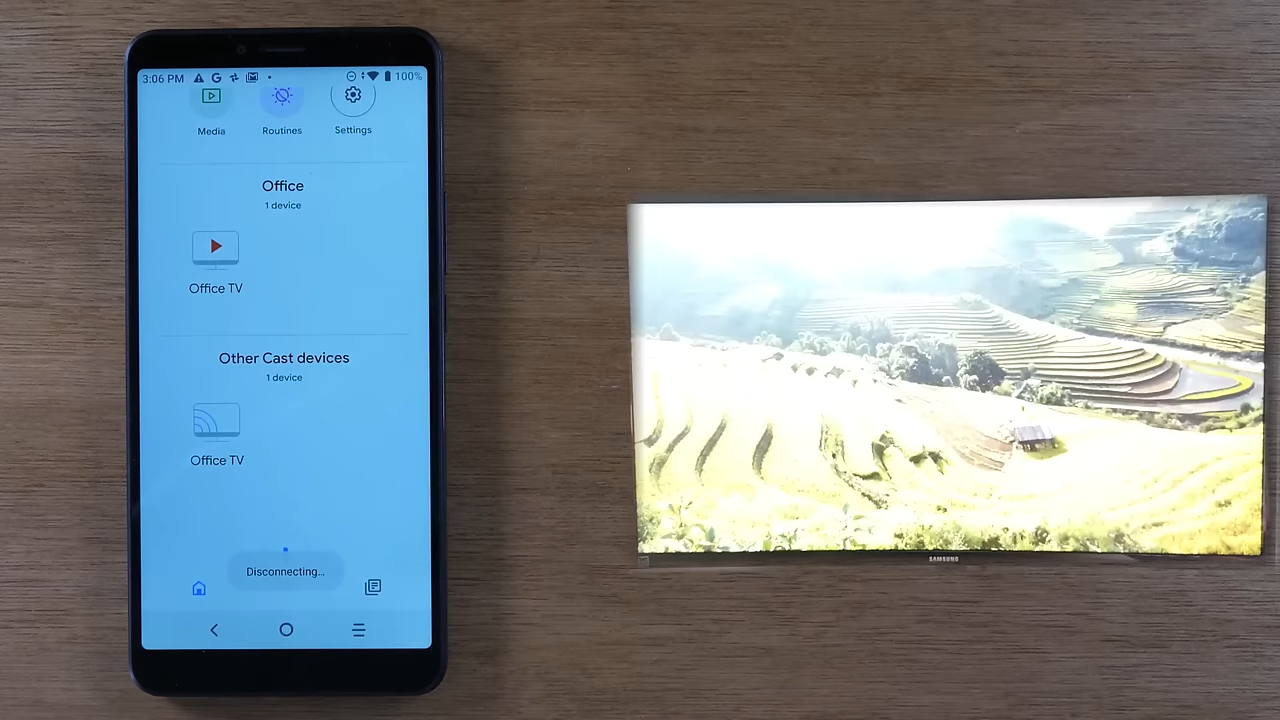 3:06 PM 100%
Media Routines Settings
Office
1 device
Office TV
Other Cast devices
1 device
Office TV
Disconnecting...
SAMSUNG